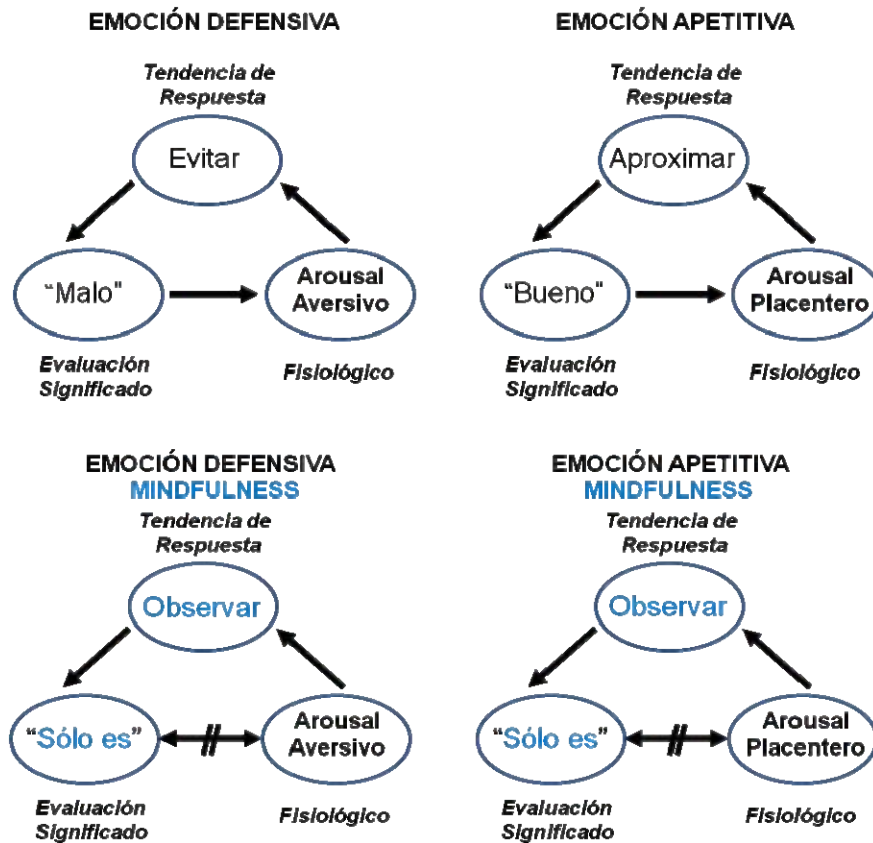 EMOCIÓN DEFENSIVA
Tendencia de
Respuesta
Evitar
"Malo"
Arousal
Aversivo
Evaluación
Significado
Fisiológico
EMOCIÓN APETITIVA
Tendencia de
Respuesta
Aproximar
"Bueno"
Arousal
Placentero
Evaluación
Significado
Fisiológico
EMOCIÓN DEFENSIVA
MINDFULNESS
Tendencia de
Respuesta
Observar
"Sólo es"
Arousal
Aversivo
Evaluación
Significado
Fisiológico
EMOCIÓN APETITIVA
MINDFULNESS
Tendencia de
Respuesta
Observar
"Sólo es"
Arousal
Placentero
Evaluación
Significado
Fisiológico